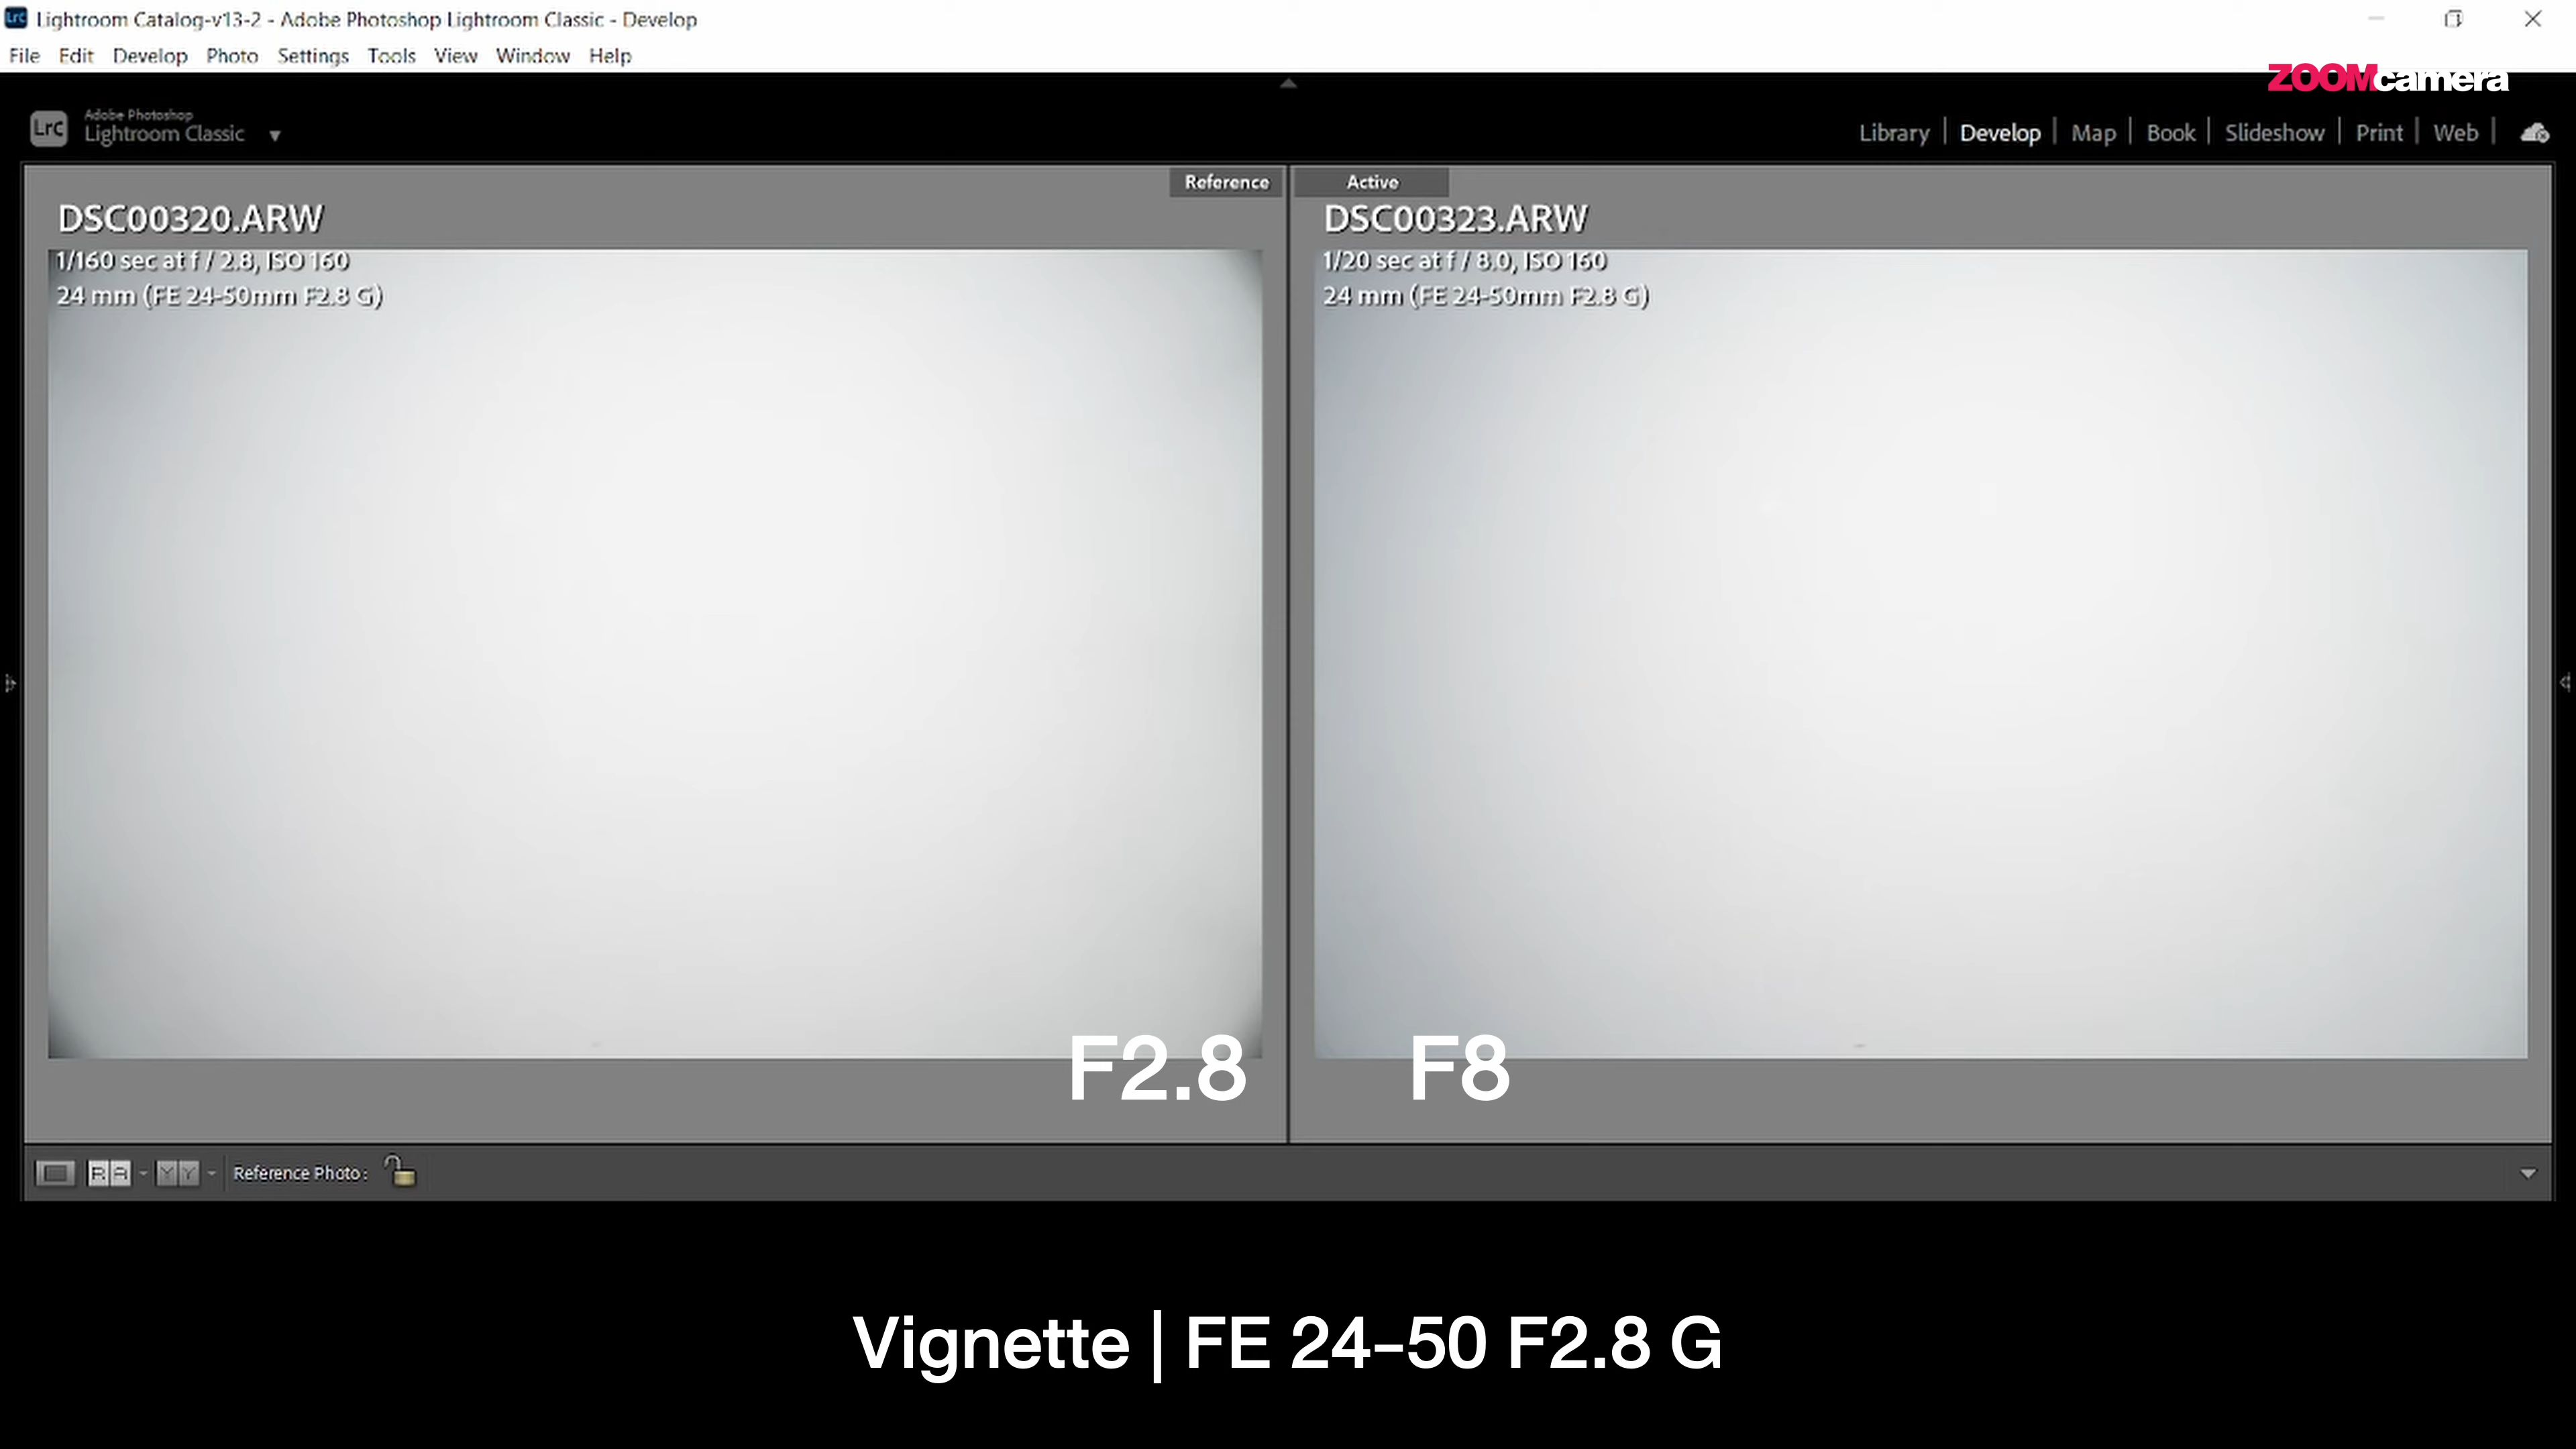 Lrc Lightroom Catalog-v13-2 - Adobe Photoshop Lightroom Classic - Develop
File Edit Develop Photo Settings Tools View Window Help
ZOOMcamera
Lrc
Adobe Photoshop
Lightroom Classic
Library | Develop | Map | Book | Slideshow | Print | Web |
Reference
DSC00320.ARW
1/160 sec at f / 2.8, ISO 160
24 mm (FE 24-50mm F2.8 G)
F2.8
Active
DSC00323.ARW
1/20 sec at f / 8.0, ISO 160
24 mm (FE 24-50mm F2.8 G)
F8
R A Y Y Reference Photo:
Vignette | FE 24-50 F2.8 G